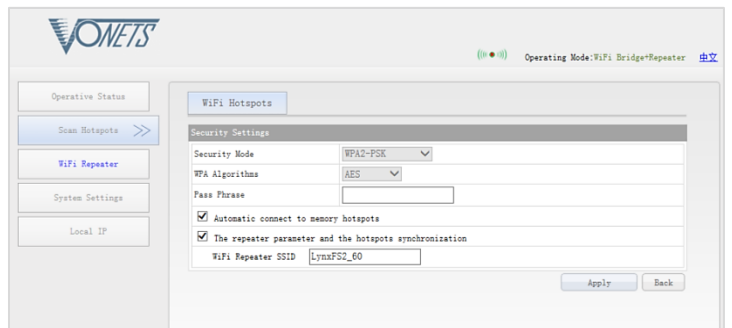 VONETS
Operating Mode:WiFi Bridge+Repeater 中文
Operative Status
Scan Hotspots
WiFi Repeater
System Settings
Local IP
WiFi Hotspots
Security Settings
Security Mode WPA2-PSK
WPA Algorithms AES
Pass Phrase
Automatic connect to memory hotspots
The repeater parameter and the hotspots synchronization
WiFi Repeater SSID LynxFS2_60
Apply Back